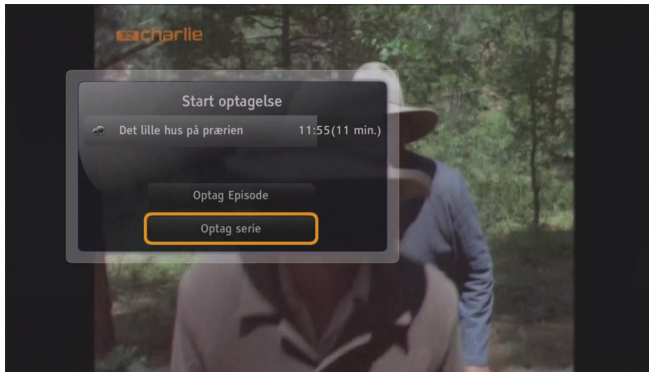 charlie
Start optagelse
Det lille hus på prærien 11:55(11 min.)
Optag Episode
Optag serie